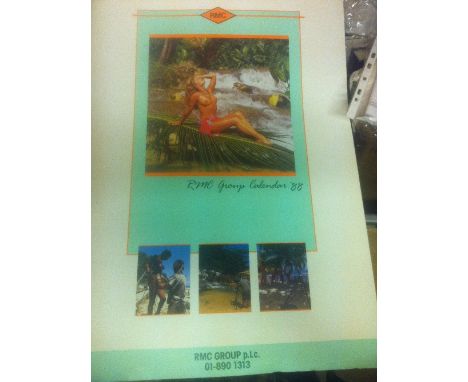 RMC
RMC Group Calendar '88
RMC GROUP p.l.c.
01-890 1313